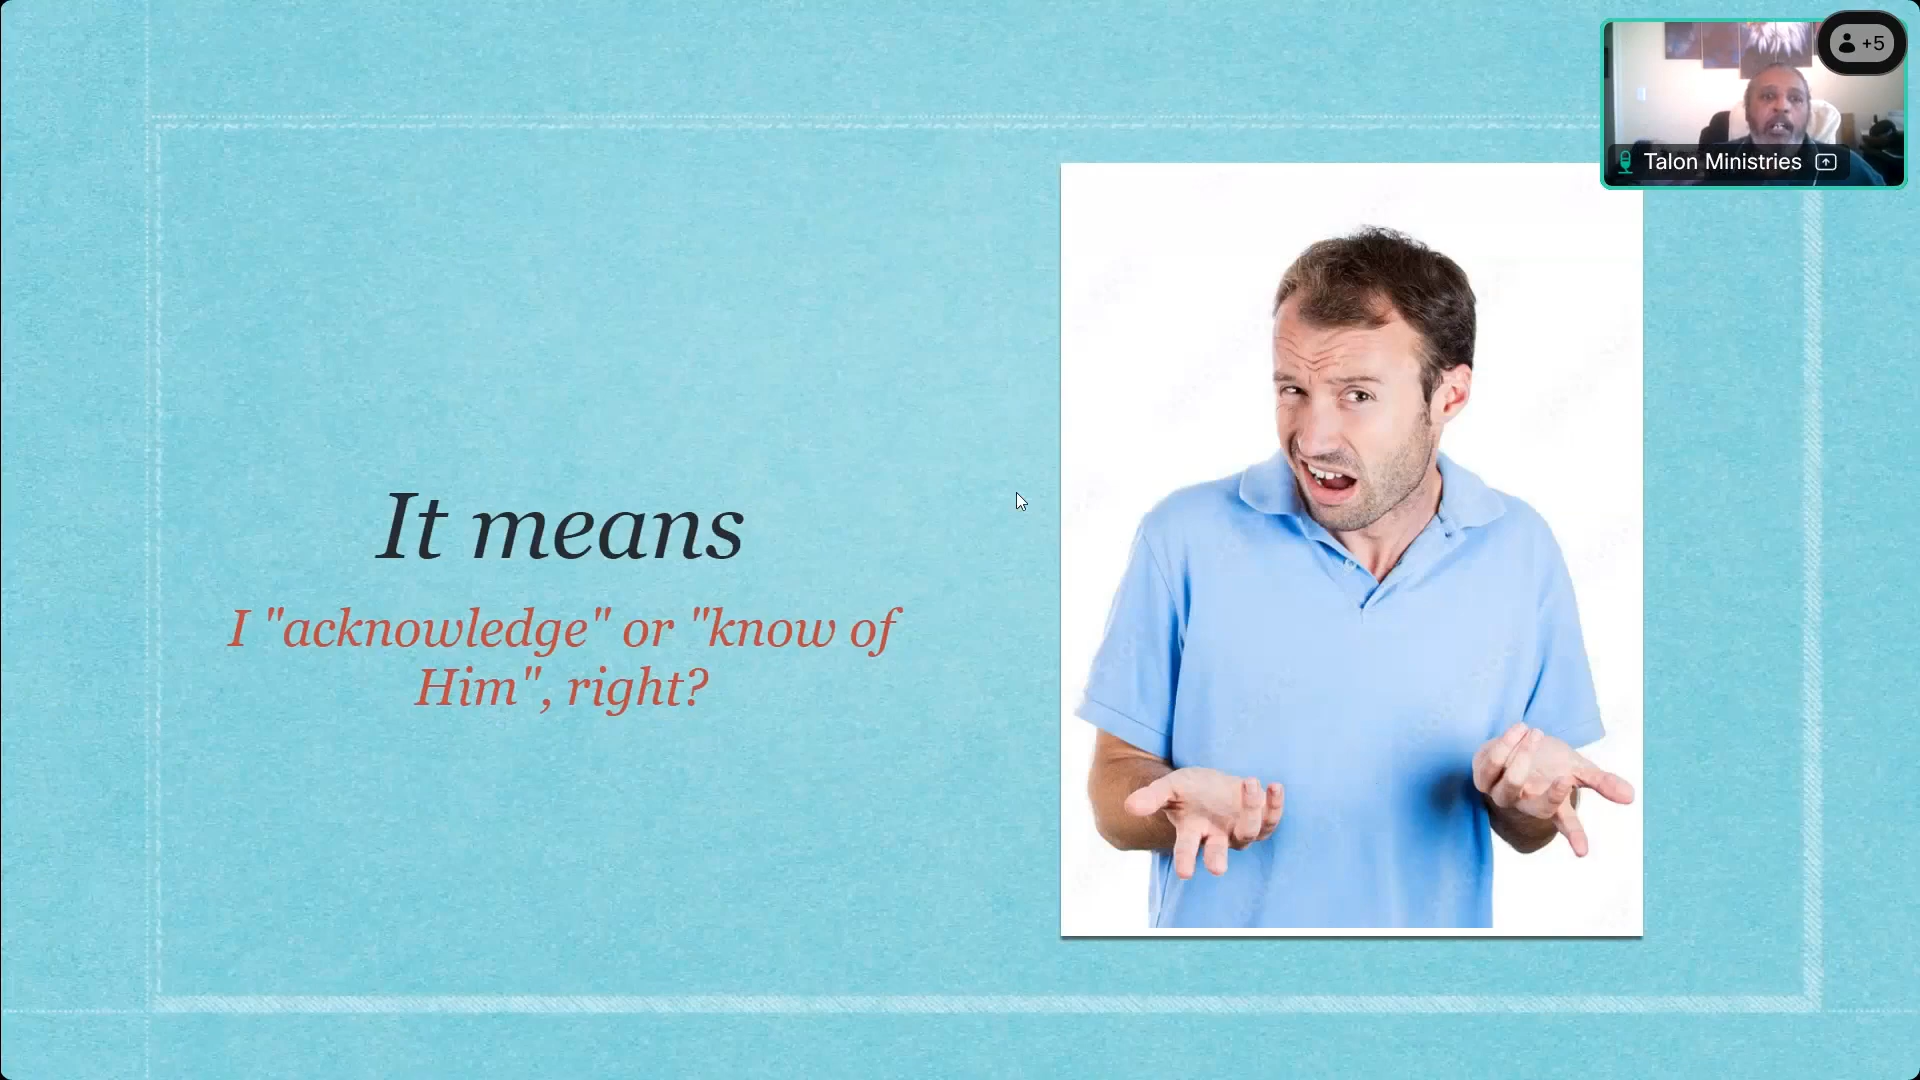 +5
Talon Ministries
It means
I "acknowledge" or "know of
Him", right?